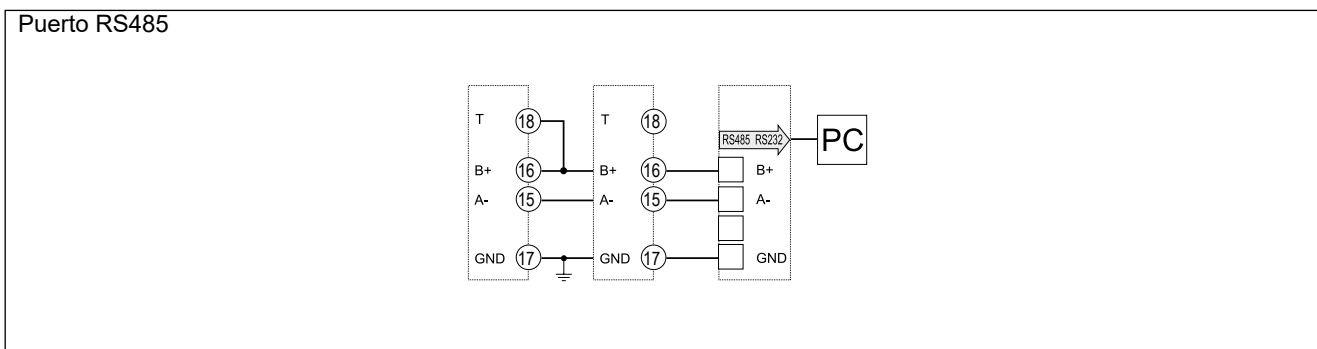 Puerto RS485
T 18 T 18
RS485 RS232 PC
B+ 16 B+ 16 B+
A- 15 A- 15 A-
GND 17 GND 17 GND